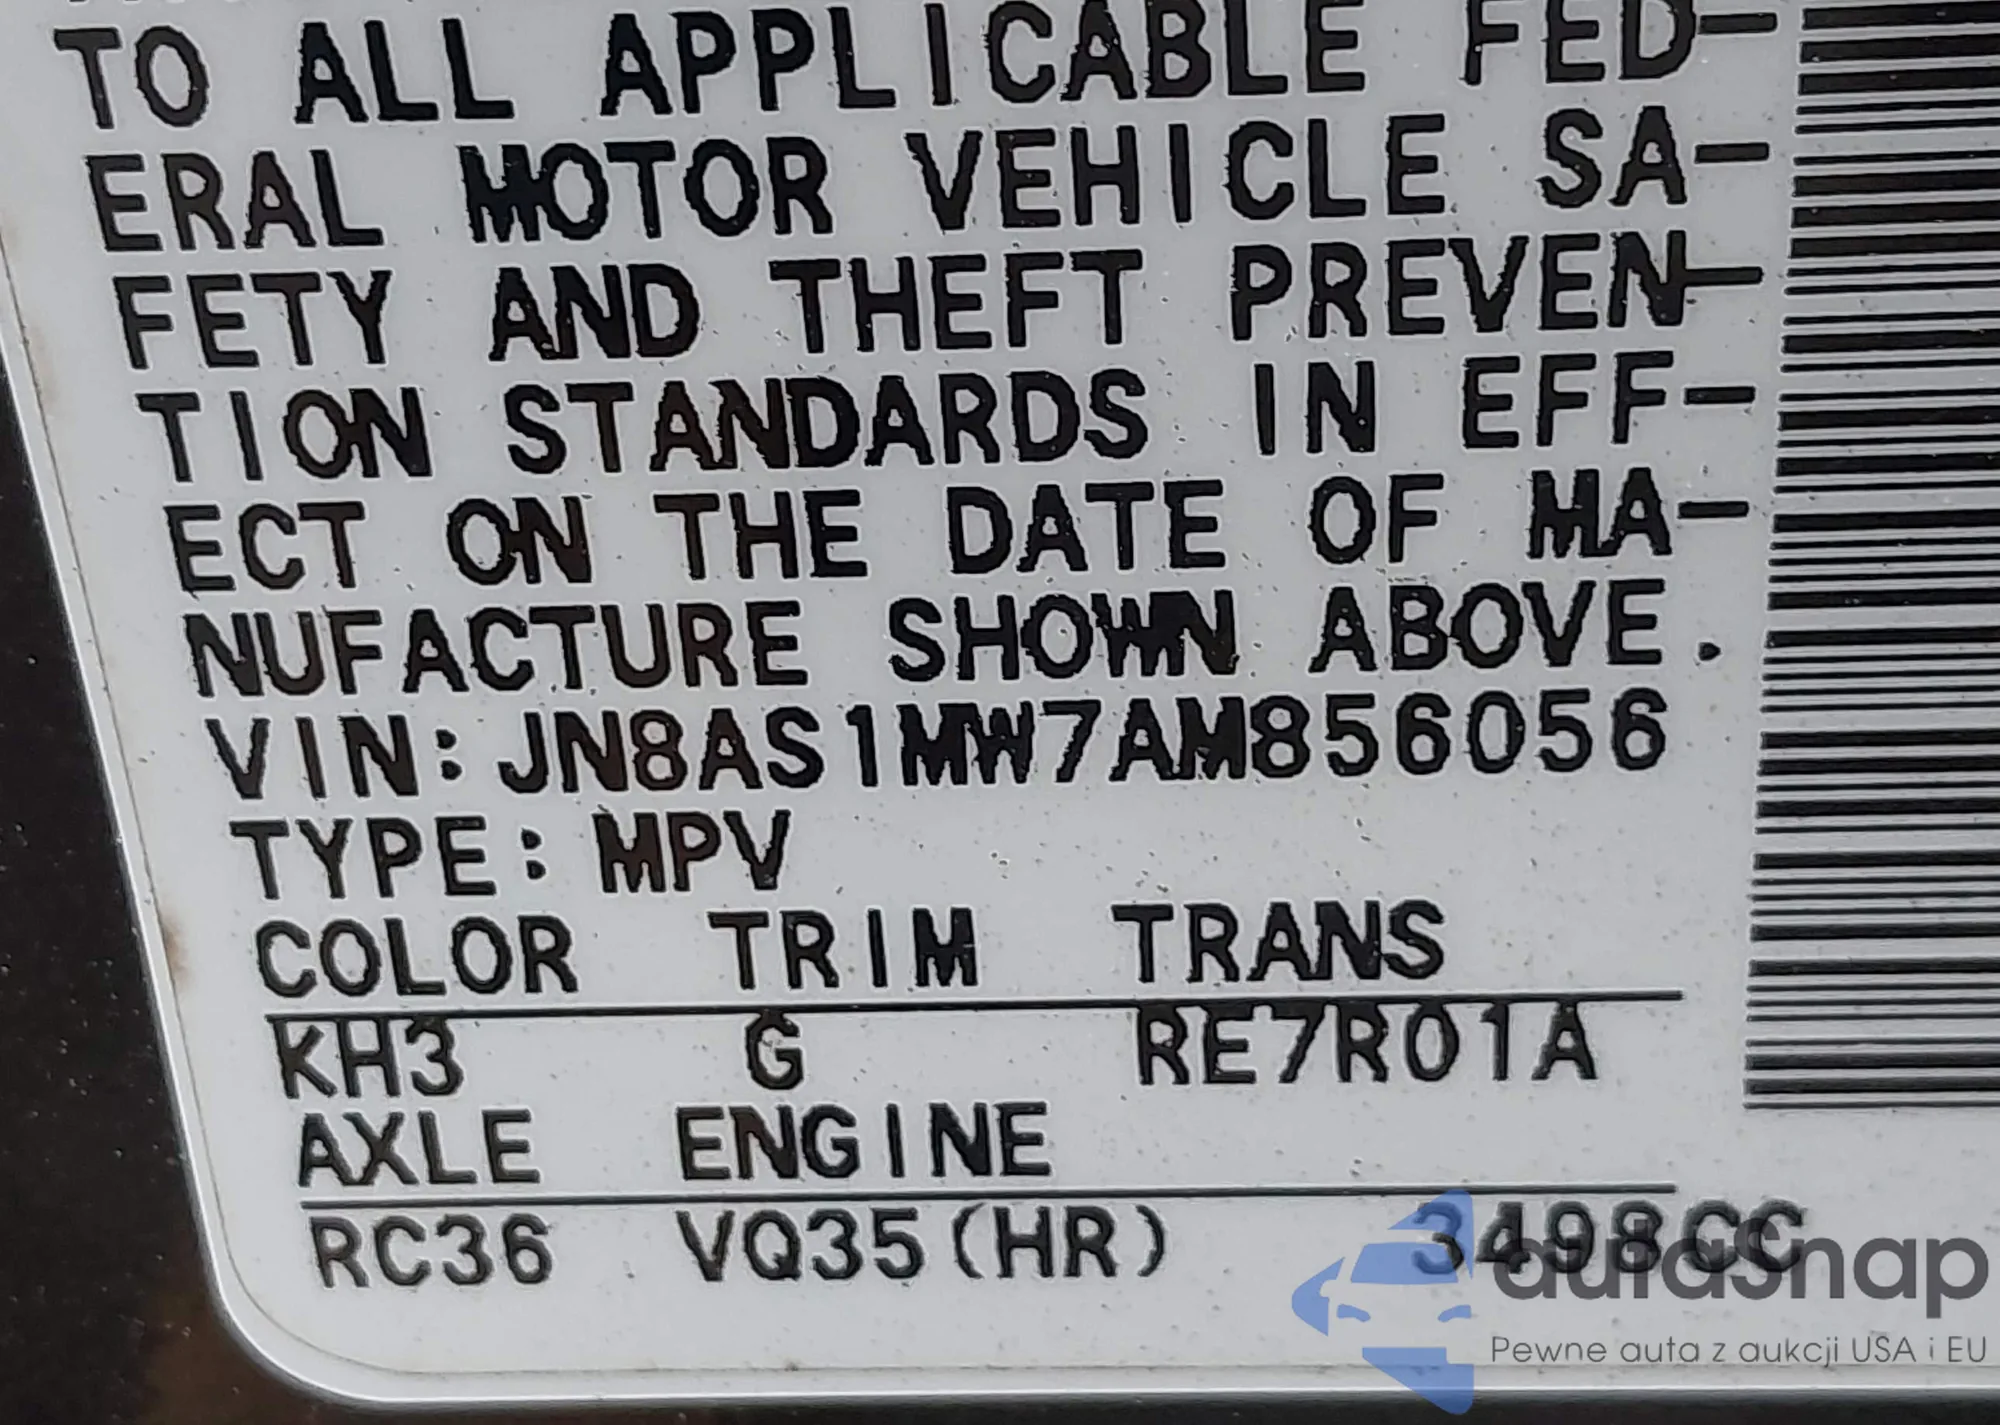 TO ALL APPLICABLE FED-
ERAL MOTOR VEHICLE SA-
FETY AND THEFT PREVEN-
TION STANDARDS IN EFF-
ECT ON THE DATE OF MA-
NUFACTURE SHOWN ABOVE.
VIN: JN8AS1MW7AM856056
TYPE: MPV
COLOR TRIM TRANS
KH3 G RE7R01A
AXLE ENGINE
RC36 VQ35(HR) 3498CC
autasnap
Pewne auta z aukcji USA i EU